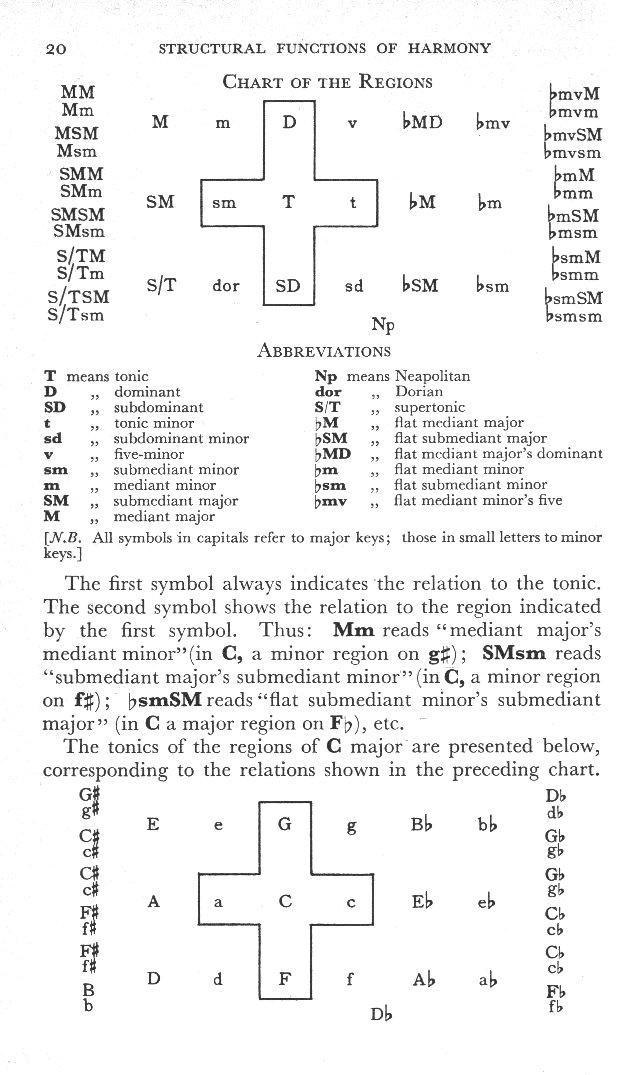 20 STRUCTURAL FUNCTIONS OF HARMONY
CHART OF THE REGIONS
MM
Mm
MSM
Msm
M m D v ♭MD ♭mv
♭mvM
♭mvm
♭mvSM
♭mvsm
SMM
SMm
SMSM
SMsm
SM sm T t ♭M ♭m
♭mM
♭mm
♭mSM
♭msm
S/TM
S/Tm
S/TSM
S/Tsm
S/T dor SD sd ♭SM ♭sm
♭smM
♭smm
♭smSM
♭smsm
Np
ABBREVIATIONS
T means tonic
D „ dominant
SD „ subdominant
t „ tonic minor
sd „ subdominant minor
v „ five-minor
sm „ submediant minor
m „ mediant minor
SM „ submediant major
M „ mediant major
Np means Neapolitan
dor „ Dorian
S/T „ supertonic
♭M „ flat mediant major
♭SM „ flat submediant major
♭MD „ flat mediant major's dominant
♭m „ flat mediant minor
♭sm „ flat submediant minor
♭mv „ flat mediant minor's five
[N.B. All symbols in capitals refer to major keys; those in small letters to minor
keys.]
The first symbol always indicates the relation to the tonic.
The second symbol shows the relation to the region indicated
by the first symbol. Thus: Mm reads “mediant major's
mediant minor” (in C, a minor region on g♯); SMsm reads
“submediant major's submediant minor” (in C, a minor region
on f♯); ♭smSM reads “flat submediant minor's submediant
major” (in C a major region on F♭), etc.
The tonics of the regions of C major are presented below,
corresponding to the relations shown in the preceding chart.
G♯
g♯
C♯
c♯
E e G g B♭ b♭
D♭
d♭
G♭
g♭
C♯
c♯
F♯
f♯
A a C c E♭ e♭
G♭
g♭
C♭
c♭
F♯
f♯
B
b
D d F f A♭ a♭
C♭
c♭
F♭
f♭
D♭